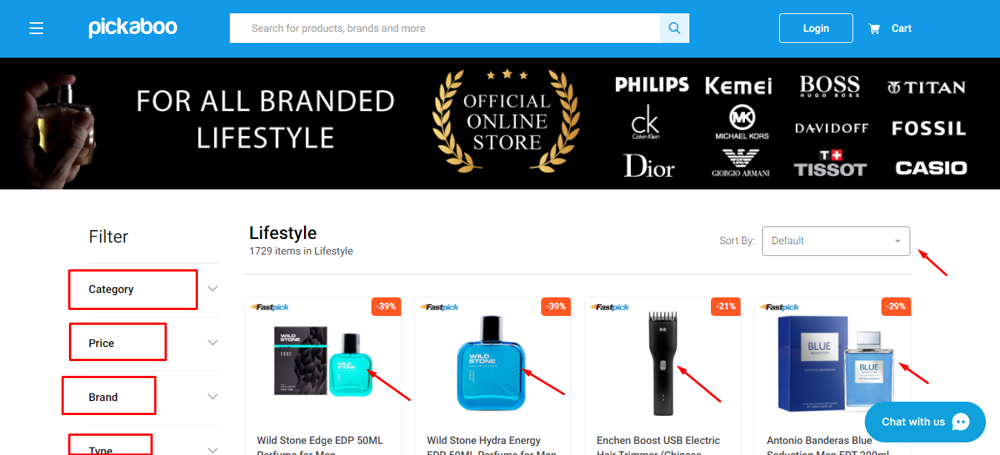 pickaboo
Search for products, brands and more
Login
Cart
FOR ALL BRANDED
LIFESTYLE
OFFICIAL
ONLINE
STORE
PHILIPS
Kemei
BOSS
HUGO BOSS
TITAN
ck
Calvin Klein
MK
MICHAEL KORS
DAVIDOFF
FOSSIL
Dior
GIORGIO ARMANI
T
TISSOT
CASIO
Filter
Category
Price
Brand
Type
Lifestyle
1729 items in Lifestyle
Sort By:
Default
Fastpick
-39%
WILD
STONE
EDGE
WILD
STONE
Wild Stone Edge EDP 50ML
Perfume for Men
Fastpick
-39%
WILD
STONE
Wild Stone Hydra Energy
EDP 50ML Perfume for Men
Fastpick
-21%
Enchen Boost USB Electric
Hair Trimmer (Chinese
Fastpick
-29%
BLUE
SEDUCTION
ANTONIO BANDERAS
BLUE
SEDUCTION
Antonio Banderas Blue
Seduction Men EDT 200ml
Chat with us